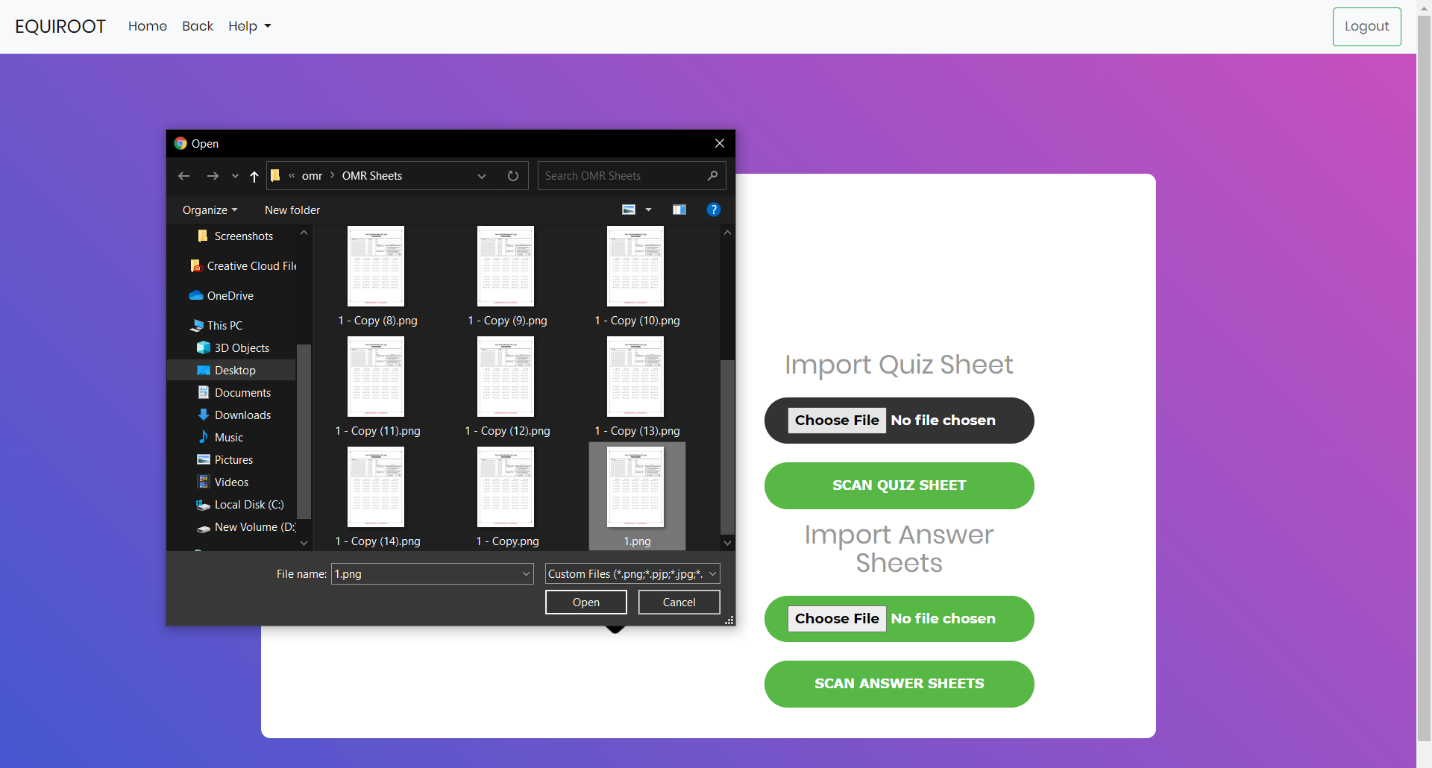 EQUIROOT Home Back Help Logout
Open
omr OMR Sheets Search OMR Sheets
Organize New folder
Screenshots
Creative Cloud File
OneDrive
This PC
3D Objects
Desktop
Documents
Downloads
Music
Pictures
Videos
Local Disk (C:)
New Volume (D:
1 - Copy (8).png 1 - Copy (9).png 1 - Copy (10).png
1 - Copy (11).png 1 - Copy (12).png 1 - Copy (13).png
1 - Copy (14).png 1 - Copy.png 1.png
File name: 1.png Custom Files (*.png;*.pjp;*.jpg;*.
Open Cancel
Import Quiz Sheet
Choose File No file chosen
SCAN QUIZ SHEET
Import Answer
Sheets
Choose File No file chosen
SCAN ANSWER SHEETS